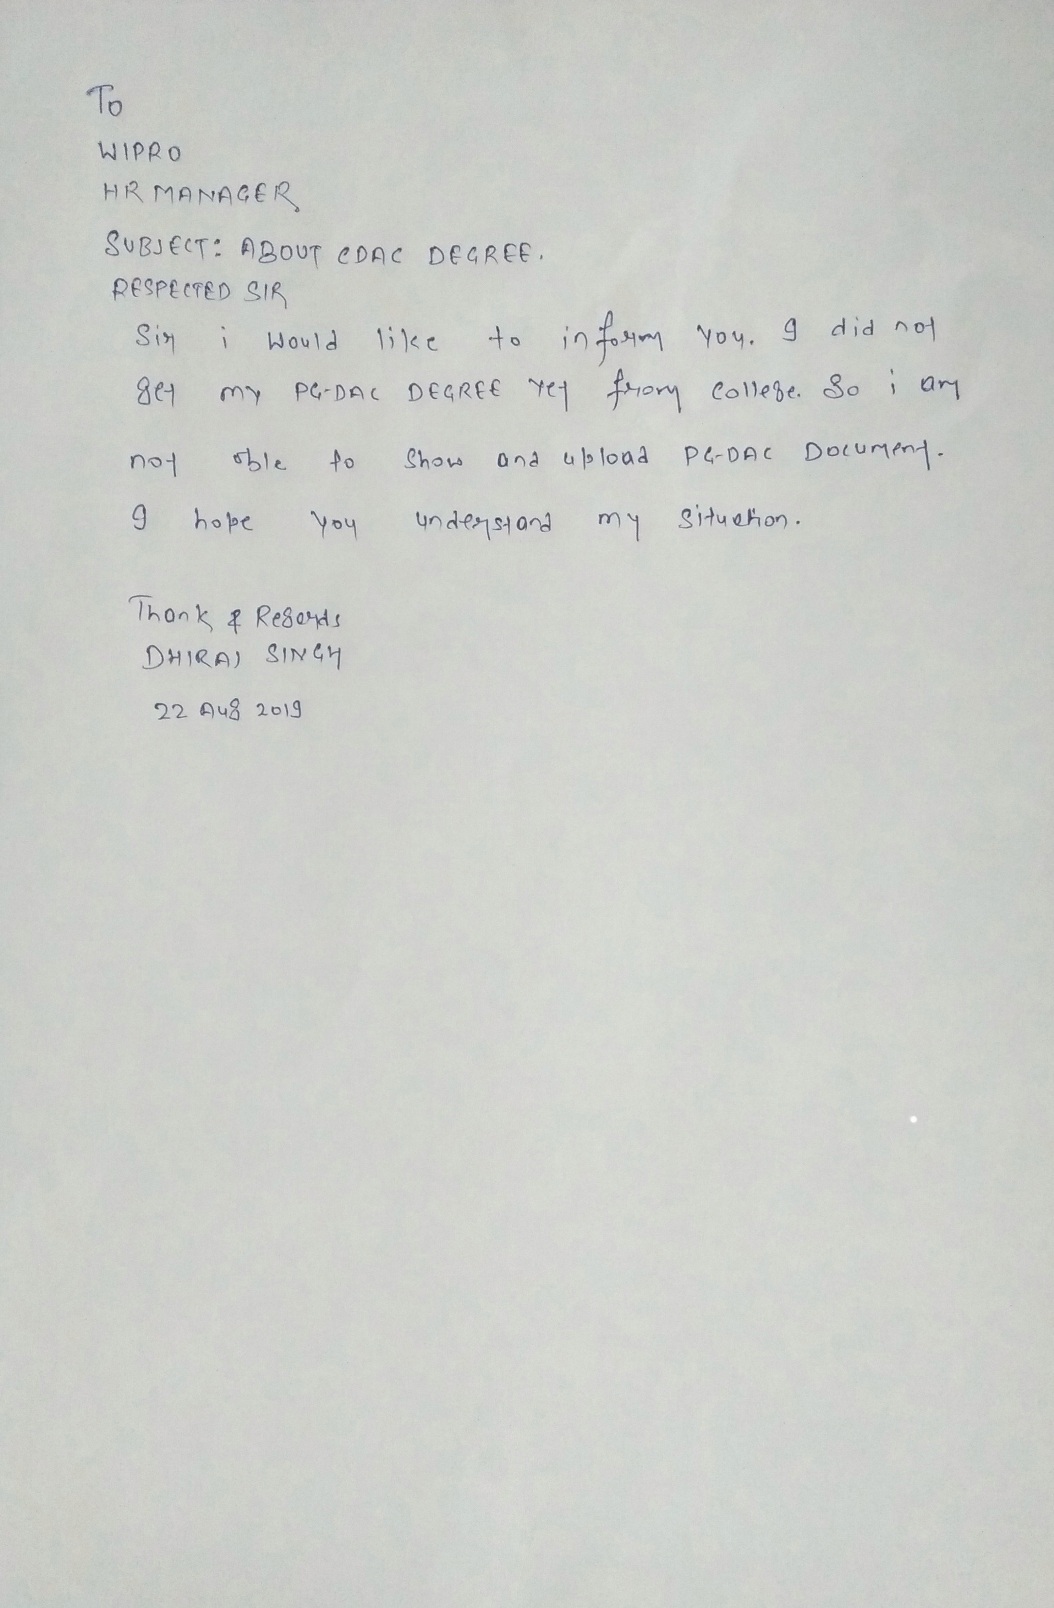 To
WIPRO
HR MANAGER
SUBJECT: ABOUT CDAC DEGREE.
RESPECTED SIR
Sir i would like to inform you. I did not
get my PG-DAC DEGREE yet from college. So i am
not able to show and upload PG-DAC Document.
I hope you understand my situation.
Thank & Regards
DHIRAJ SINGH
22 Aug 2019